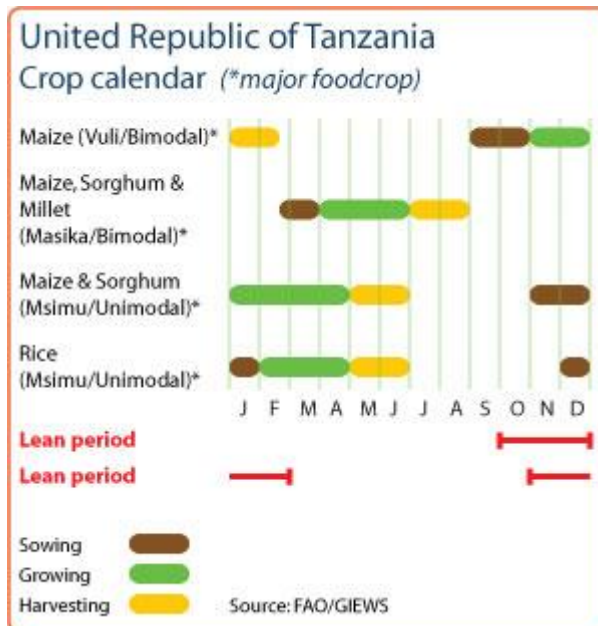 United Republic of Tanzania
Crop calendar (*major foodcrop)
Maize (Vuli/Bimodal)*
Maize, Sorghum &
Millet
(Masika/Bimodal)*
Maize & Sorghum
(Msimu/Unimodal)*
Rice
(Msimu/Unimodal)*
J F M A M J J A S O N D
Lean period
Lean period
Sowing
Growing
Harvesting
Source: FAO/GIEWS